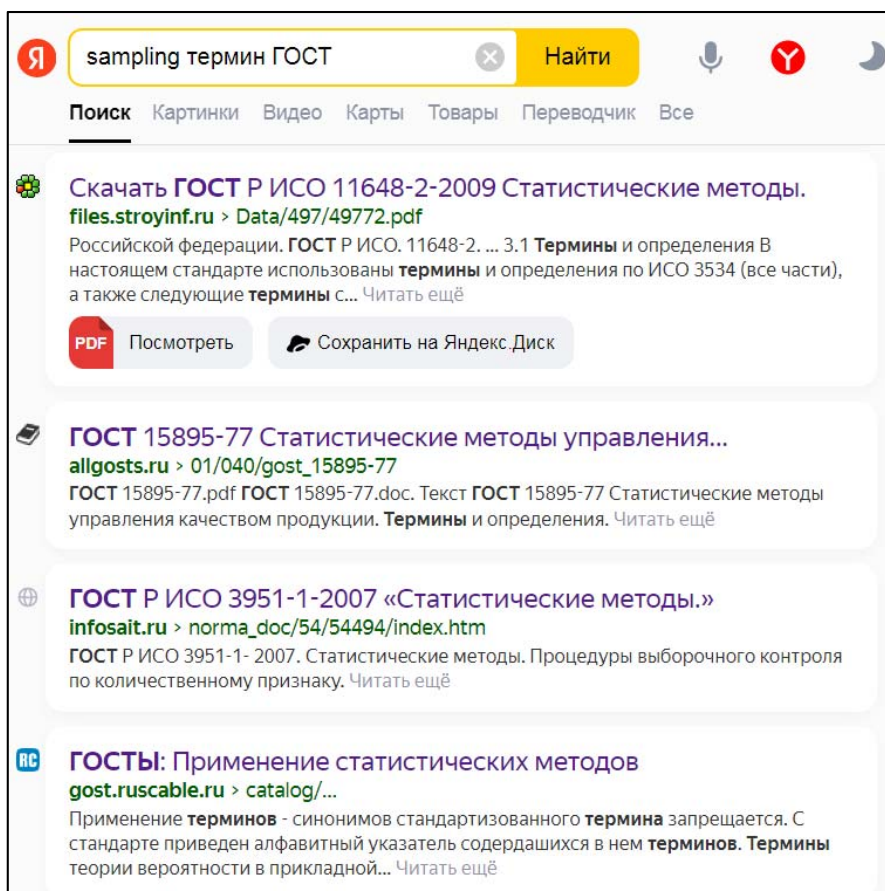 Я sampling термин ГОСТ Найти
Поиск Картинки Видео Карты Товары Переводчик Все
Скачать ГОСТ Р ИСО 11648-2-2009 Статистические методы.
files.stroyinf.ru › Data/497/49772.pdf
Российской федерации. ГОСТ Р ИСО. 11648-2. ... 3.1 Термины и определения В
настоящем стандарте использованы термины и определения по ИСО 3534 (все части),
а также следующие термины с... Читать ещё
PDF Посмотреть Сохранить на Яндекс.Диск
ГОСТ 15895-77 Статистические методы управления...
allgosts.ru › 01/040/gost_15895-77
ГОСТ 15895-77.pdf ГОСТ 15895-77.doc. Текст ГОСТ 15895-77 Статистические методы
управления качеством продукции. Термины и определения. Читать ещё
ГОСТ Р ИСО 3951-1-2007 «Статистические методы.»
infosait.ru › norma_doc/54/54494/index.htm
ГОСТ Р ИСО 3951-1- 2007. Статистические методы. Процедуры выборочного контроля
по количественному признаку. Читать ещё
RC ГОСТЫ: Применение статистических методов
gost.ruscable.ru › catalog/...
Применение терминов - синонимов стандартизованного термина запрещается. С
стандарте приведен алфавитный указатель содердашихся в нем терминов. Термины
теории вероятности в прикладной... Читать ещё